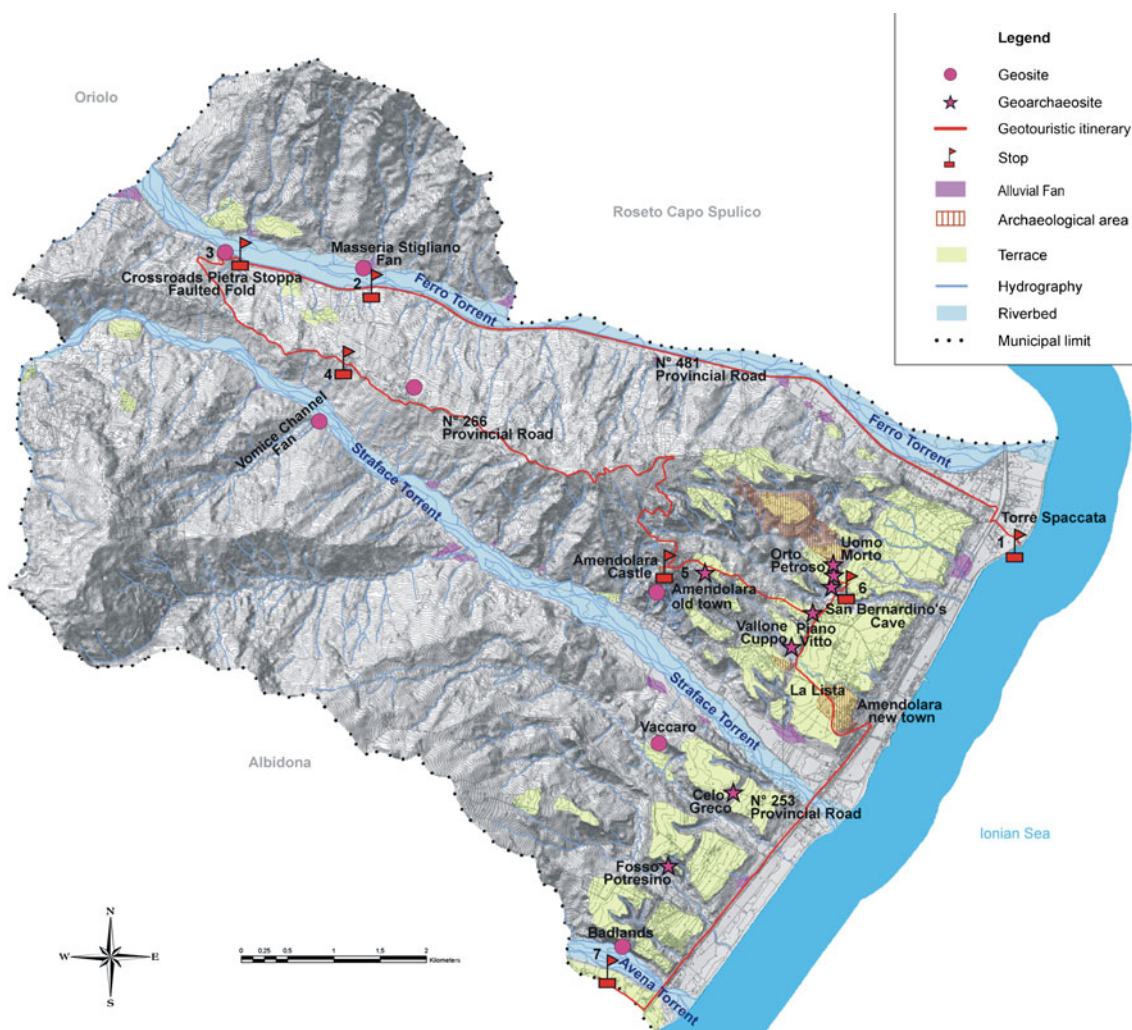 Legend
Geosite
Geoarchaeosite
Geotouristic itinerary
Stop
Alluvial Fan
Archaeological area
Terrace
Hydrography
Riverbed
Municipal limit
Oriolo
Roseto Capo Spulico
3
Masseria Stigliano
Fan
2
Crossroads Pietra Stoppa
Faulted Fold
Ferro Torrent
4
N° 481
Provincial Road
N° 266
Provincial Road
Vomice Channel
Fan
Straface Torrent
Ferro Torrent
Torre Spaccata
1
Amendolara
Castle
5
Amendolara
old town
Orto
Petroso
Uomo
Morto
6
San Bernardino's
Cave
Vallone
Cuppo
Piano
Vitto
La Lista
Amendolara
new town
Straface Torrent
Vaccaro
Albidona
Celo
Greco
N° 253
Provincial Road
Ionian Sea
Fosso
Potresino
Badlands
7
Avena Torrent
N
W E
S
0 0.25 0.5 1 1.5 2
Kilometers